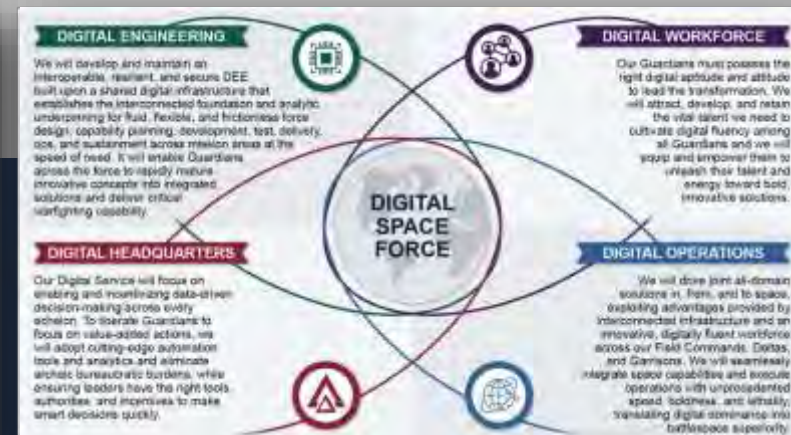 DIGITAL ENGINEERING
We will develop and maintain an
interoperable, resilient, and secure DEE
built upon a shared digital infrastructure that
establishes the interconnected foundation and analytic
underpinning for fluid, flexible, and frictionless force
design, capability planning, development, test, delivery,
ops, and sustainment across mission areas at the
speed of need. It will enable Guardians
across the force to rapidly mature
innovative concepts into integrated
solutions and deliver critical
warfighting capability.
DIGITAL WORKFORCE
Our Guardians must possess the
right digital aptitude and attitude
to lead the transformation. We
will attract, develop, and retain
the vital talent we need to
cultivate digital fluency among
all Guardians and we will
equip and empower them to
unleash their talent and
energy toward bold,
innovative solutions.
DIGITAL
SPACE
FORCE
DIGITAL HEADQUARTERS
Our Digital Service will focus on
enabling and incentivizing data-driven
decision-making across every
echelon. To liberate Guardians to
focus on value-added actions, we
will adopt cutting-edge automation
tools and analytics and eliminate
archaic bureaucratic burdens, while
ensuring leaders have the right tools,
authorities, and incentives to make
smart decisions quickly.
DIGITAL OPERATIONS
We will drive joint all-domain
solutions in, from, and to space,
exploiting advantages provided by
interconnected infrastructure and an
innovative, digitally fluent workforce
across our Field Commands, Deltas,
and Garrisons. We will seamlessly
integrate space capabilities and execute
operations with unprecedented
speed, boldness, and lethality,
translating digital dominance into
battlespace superiority.